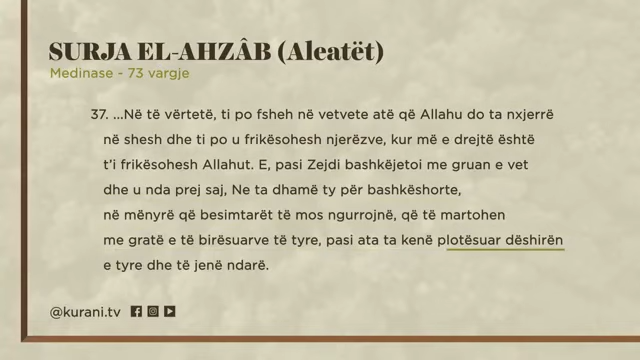 SURJA EL-AHZÂB (Aleatët)
Medinase - 73 vargje
37. ...Në të vërtetë, ti po fsheh në vetvete atë që Allahu do ta nxjerrë
në shesh dhe ti po u frikësohesh njerëzve, kur më e drejtë është
t'i frikësohesh Allahut. E, pasi Zejdi bashkëjetoi me gruan e vet
dhe u nda prej saj, Ne ta dhamë ty për bashkëshorte,
në mënyrë që besimtarët të mos ngurrojnë, që të martohen
me gratë e të birësuarve të tyre, pasi ata ta kenë plotësuar dëshirën
e tyre dhe të jenë ndarë.
@kurani.tv